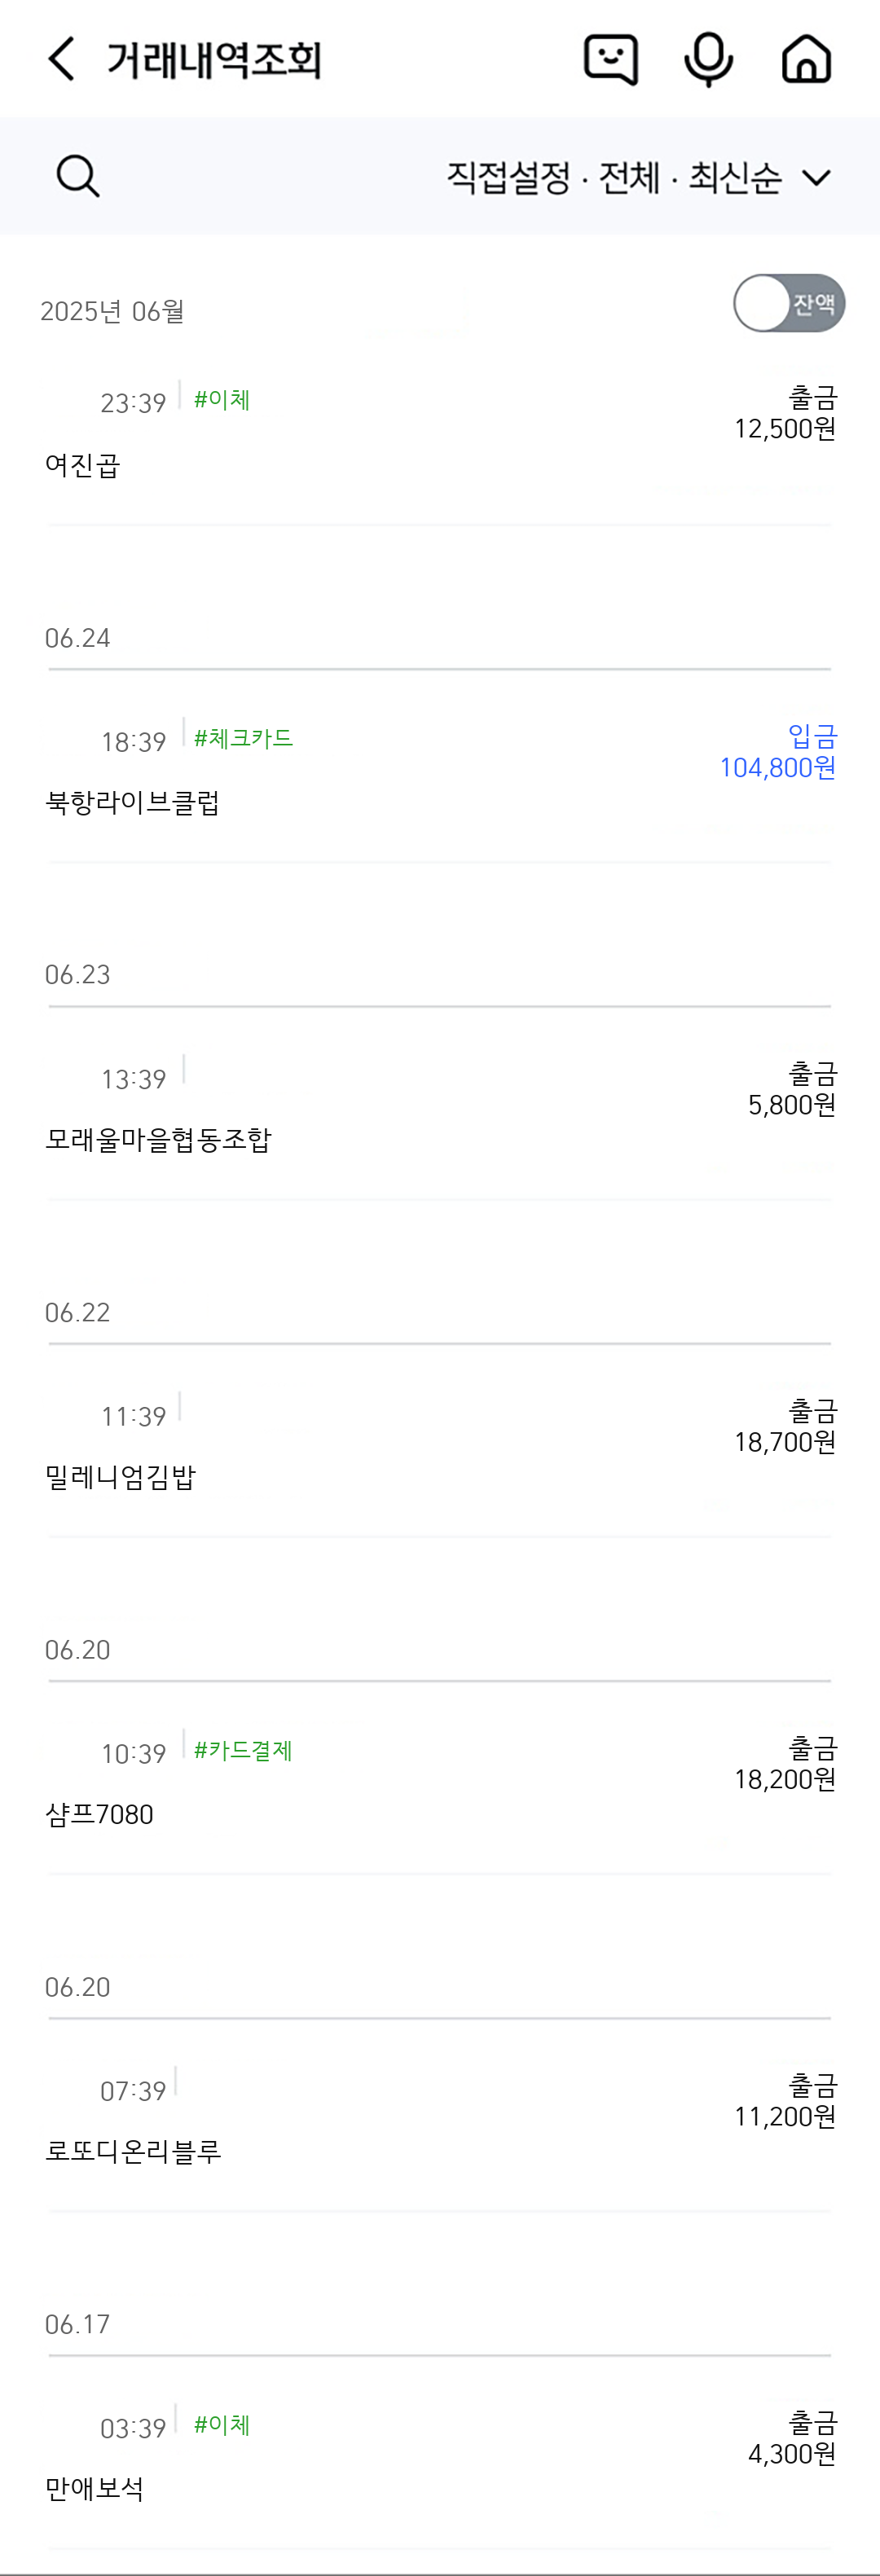 거래내역조회
직접설정 · 전체 · 최신순
2025년 06월
잔액
23:39 #이체
출금
12,500원
여진곱
06.24
18:39 #체크카드
입금
104,800원
북항라이브클럽
06.23
13:39
출금
5,800원
모래울마을협동조합
06.22
11:39
출금
18,700원
밀레니엄김밥
06.20
10:39 #카드결제
출금
18,200원
샴프7080
06.20
07:39
출금
11,200원
로또디온리블루
06.17
03:39 #이체
출금
4,300원
만애보석